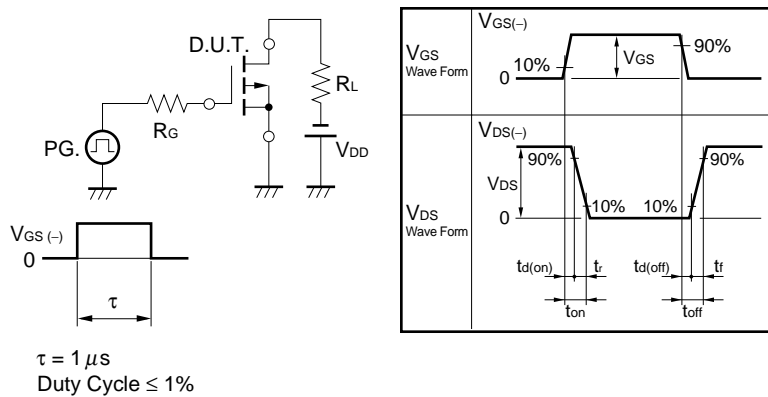 D.U.T.
RL
RG
PG.
VDD
VGS (−)
0
τ
τ = 1 μs
Duty Cycle ≤ 1%
VGS
Wave Form
VGS(−)
10%
0
VGS
90%
VDS
Wave Form
VDS(−)
90%
90%
VDS
10%
10%
0
td(on)
tr
td(off)
tf
ton
toff